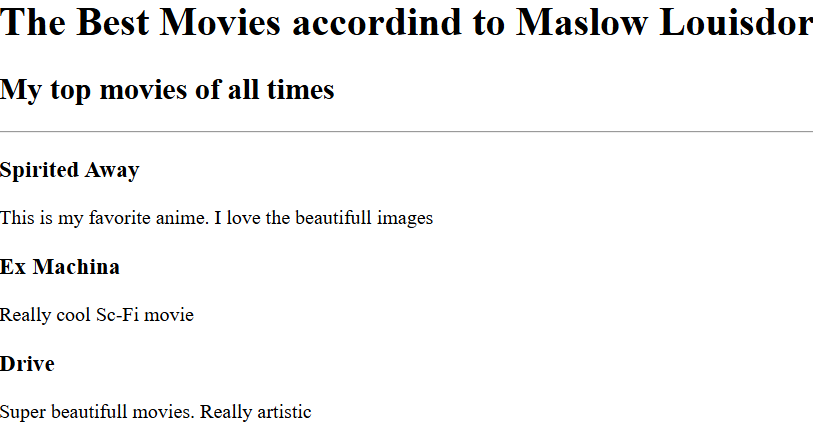 The Best Movies accordind to Maslow Louisdor
My top movies of all times
Spirited Away
This is my favorite anime. I love the beautifull images
Ex Machina
Really cool Sc-Fi movie
Drive
Super beautifull movies. Really artistic